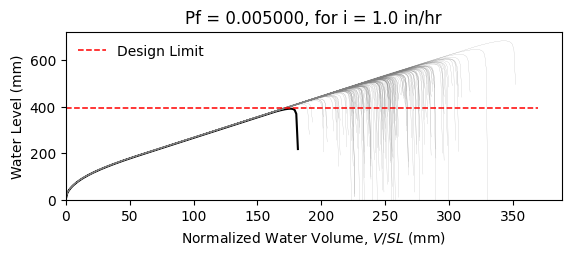 Pf = 0.005000, for i = 1.0 in/hr
Design Limit
Water Level (mm)
600
400
200
0
0 50 100 150 200 250 300 350
Normalized Water Volume, V/SL (mm)